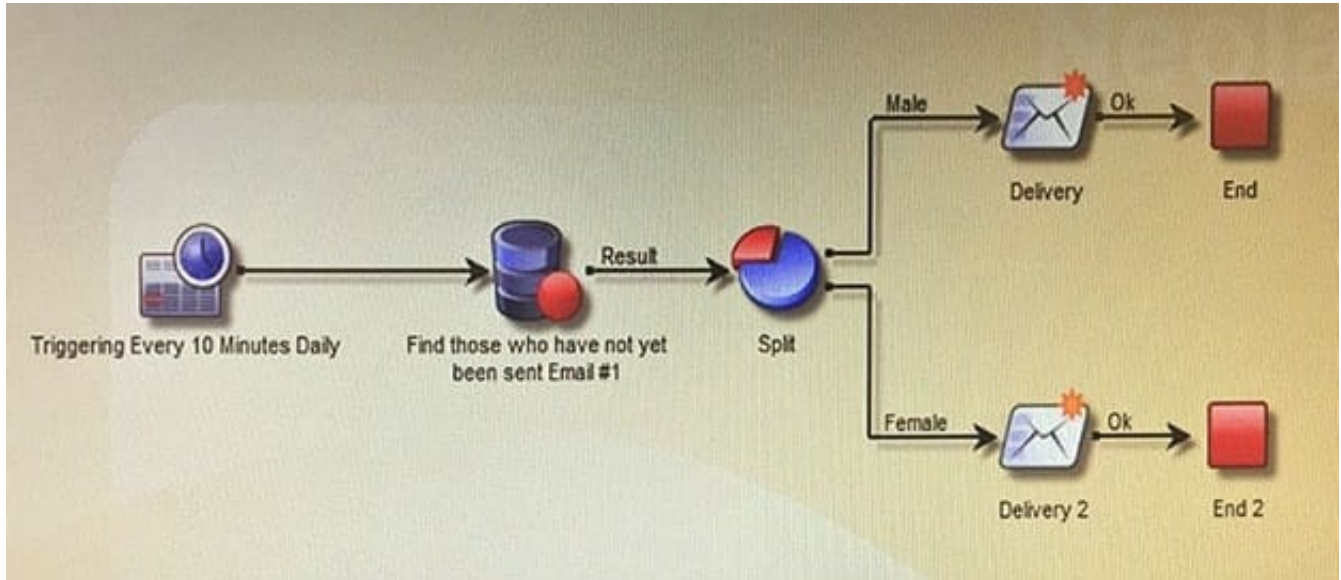 Male
Ok
Delivery
End
Result
Triggering Every 10 Minutes Daily
Find those who have not yet
been sent Email #1
Split
Female
Ok
Delivery 2
End 2